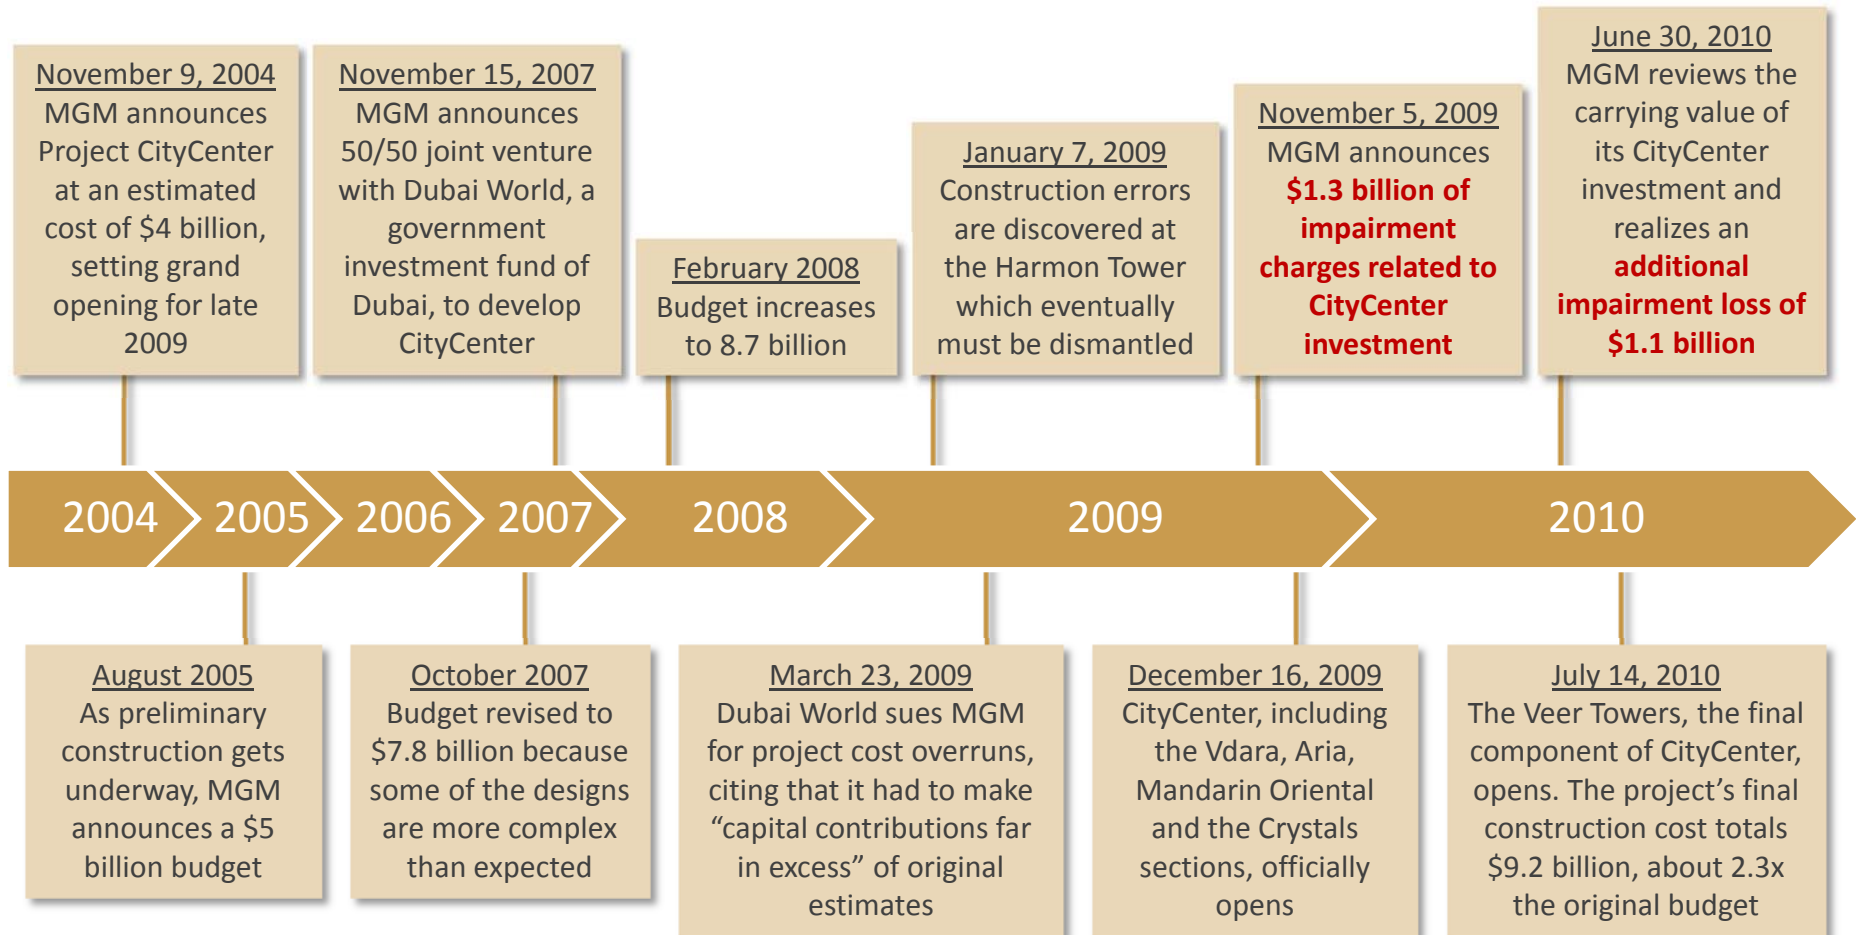 November 9, 2004
MGM announces
Project CityCenter
at an estimated
cost of $4 billion,
setting grand
opening for late
2009
November 15, 2007
MGM announces
50/50 joint venture
with Dubai World, a
government
investment fund of
Dubai, to develop
CityCenter
February 2008
Budget increases
to 8.7 billion
January 7, 2009
Construction errors
are discovered at
the Harmon Tower
which eventually
must be dismantled
November 5, 2009
MGM announces
$1.3 billion of
impairment
charges related to
CityCenter
investment
June 30, 2010
MGM reviews the
carrying value of
its CityCenter
investment and
realizes an
additional
impairment loss of
$1.1 billion
2004
2005
2006
2007
2008
2009
2010
August 2005
As preliminary
construction gets
underway, MGM
announces a $5
billion budget
October 2007
Budget revised to
$7.8 billion because
some of the designs
are more complex
than expected
March 23, 2009
Dubai World sues MGM
for project cost overruns,
citing that it had to make
“capital contributions far
in excess” of original
estimates
December 16, 2009
CityCenter, including
the Vdara, Aria,
Mandarin Oriental
and the Crystals
sections, officially
opens
July 14, 2010
The Veer Towers, the final
component of CityCenter,
opens. The project’s final
construction cost totals
$9.2 billion, about 2.3x
the original budget